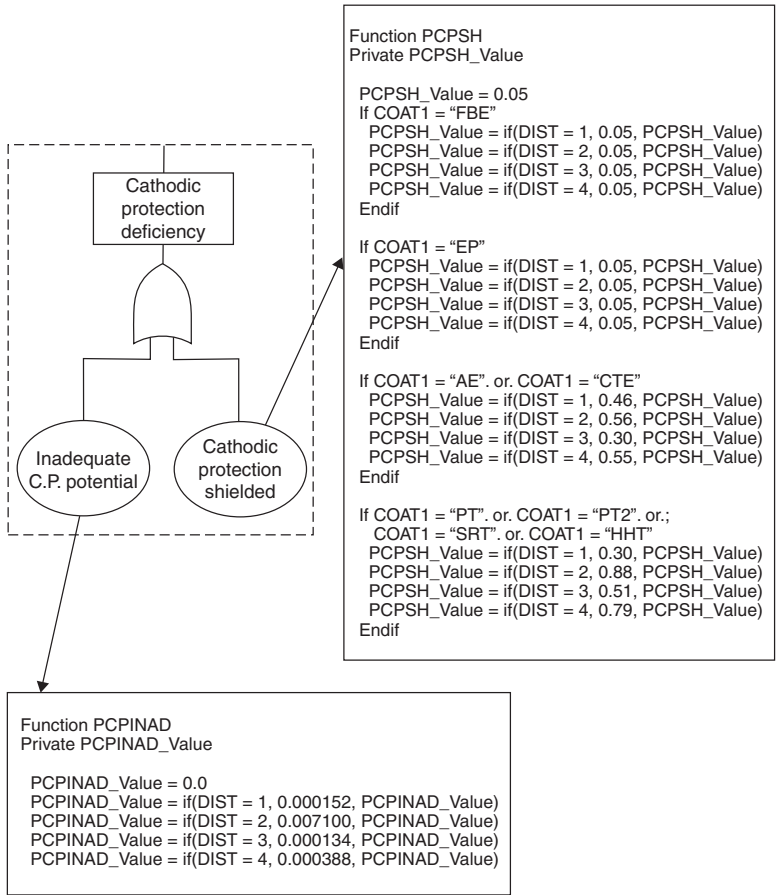 Function PCPSH
Private PCPSH_Value
PCPSH_Value = 0.05
If COAT1 = “FBE”
PCPSH_Value = if(DIST = 1, 0.05, PCPSH_Value)
PCPSH_Value = if(DIST = 2, 0.05, PCPSH_Value)
PCPSH_Value = if(DIST = 3, 0.05, PCPSH_Value)
PCPSH_Value = if(DIST = 4, 0.05, PCPSH_Value)
Endif
If COAT1 = “EP”
PCPSH_Value = if(DIST = 1, 0.05, PCPSH_Value)
PCPSH_Value = if(DIST = 2, 0.05, PCPSH_Value)
PCPSH_Value = if(DIST = 3, 0.05, PCPSH_Value)
PCPSH_Value = if(DIST = 4, 0.05, PCPSH_Value)
Endif
If COAT1 = “AE”. or. COAT1 = “CTE”
PCPSH_Value = if(DIST = 1, 0.46, PCPSH_Value)
PCPSH_Value = if(DIST = 2, 0.56, PCPSH_Value)
PCPSH_Value = if(DIST = 3, 0.30, PCPSH_Value)
PCPSH_Value = if(DIST = 4, 0.55, PCPSH_Value)
Endif
If COAT1 = “PT”. or. COAT1 = “PT2”. or.;
COAT1 = “SRT”. or. COAT1 = “HHT”
PCPSH_Value = if(DIST = 1, 0.30, PCPSH_Value)
PCPSH_Value = if(DIST = 2, 0.88, PCPSH_Value)
PCPSH_Value = if(DIST = 3, 0.51, PCPSH_Value)
PCPSH_Value = if(DIST = 4, 0.79, PCPSH_Value)
Endif
Cathodic
protection
deficiency
Inadequate
C.P. potential
Cathodic
protection
shielded
Function PCPINAD
Private PCPINAD_Value
PCPINAD_Value = 0.0
PCPINAD_Value = if(DIST = 1, 0.000152, PCPINAD_Value)
PCPINAD_Value = if(DIST = 2, 0.007100, PCPINAD_Value)
PCPINAD_Value = if(DIST = 3, 0.000134, PCPINAD_Value)
PCPINAD_Value = if(DIST = 4, 0.000388, PCPINAD_Value)